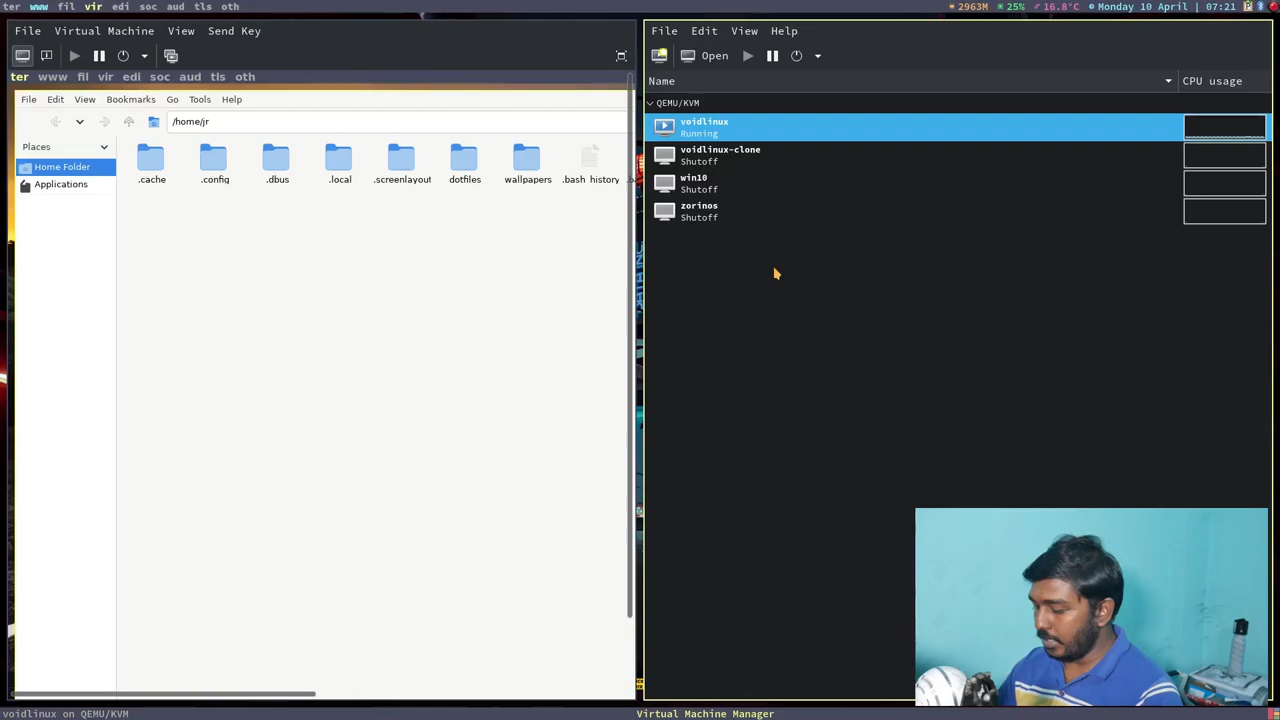 ter www fil vir edi soc aud tls oth
2963M 25% 16.8°C Monday 10 April | 07:21
File Virtual Machine View Send Key
ter www fil vir edi soc aud tls oth
File Edit View Bookmarks Go Tools Help
/home/jr
Places
Home Folder
Applications
.cache .config .dbus .local .screenlayout dotfiles wallpapers .bash_history
File Edit View Help
Open
Name CPU usage
QEMU/KVM
voidlinux
Running
voidlinux-clone
Shutoff
win10
Shutoff
zorinos
Shutoff
voidlinux on QEMU/KVM Virtual Machine Manager